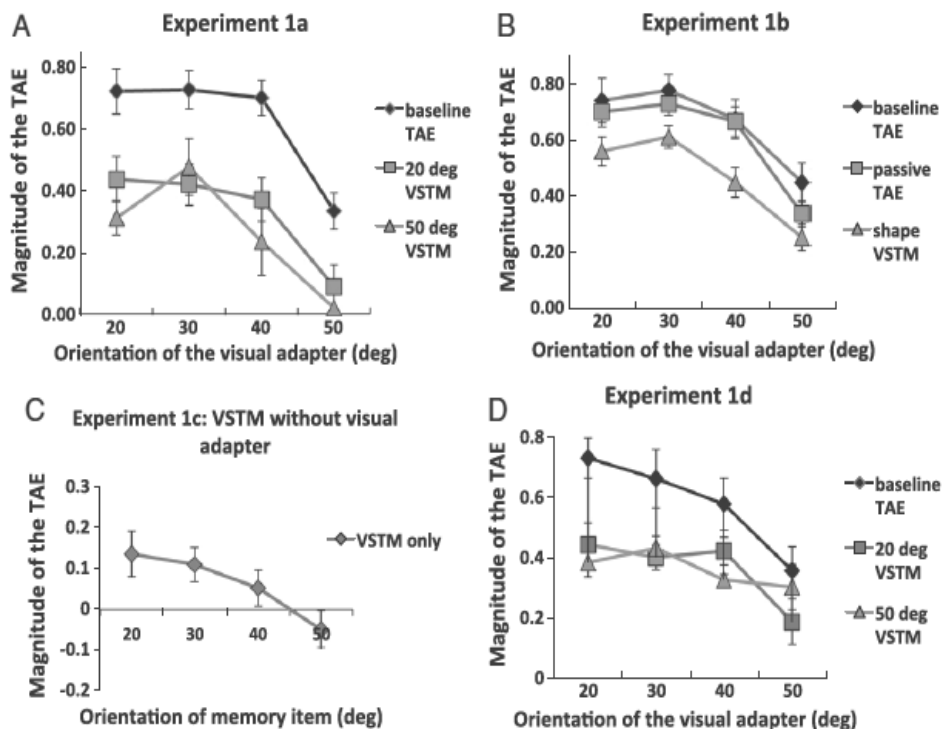 A
Experiment 1a
Magnitude of the TAE
0.80
0.60
0.40
0.20
0.00
20 30 40 50
Orientation of the visual adapter (deg)
baseline
TAE
20 deg
VSTM
50 deg
VSTM
B
Experiment 1b
Magnitude of the TAE
0.80
0.60
0.40
0.20
0.00
20 30 40 50
Orientation of the visual adapter (deg)
baseline
TAE
passive
TAE
shape
VSTM
C
Experiment 1c: VSTM without visual
adapter
Magnitude of the TAE
0.3
0.2
0.1
0
-0.1
-0.2
20 30 40 50
Orientation of memory item (deg)
VSTM only
D
Experiment 1d
Magnitude of the TAE
0.8
0.6
0.4
0.2
0
20 30 40 50
Orientation of the visual adapter (deg)
baseline
TAE
20 deg
VSTM
50 deg
VSTM